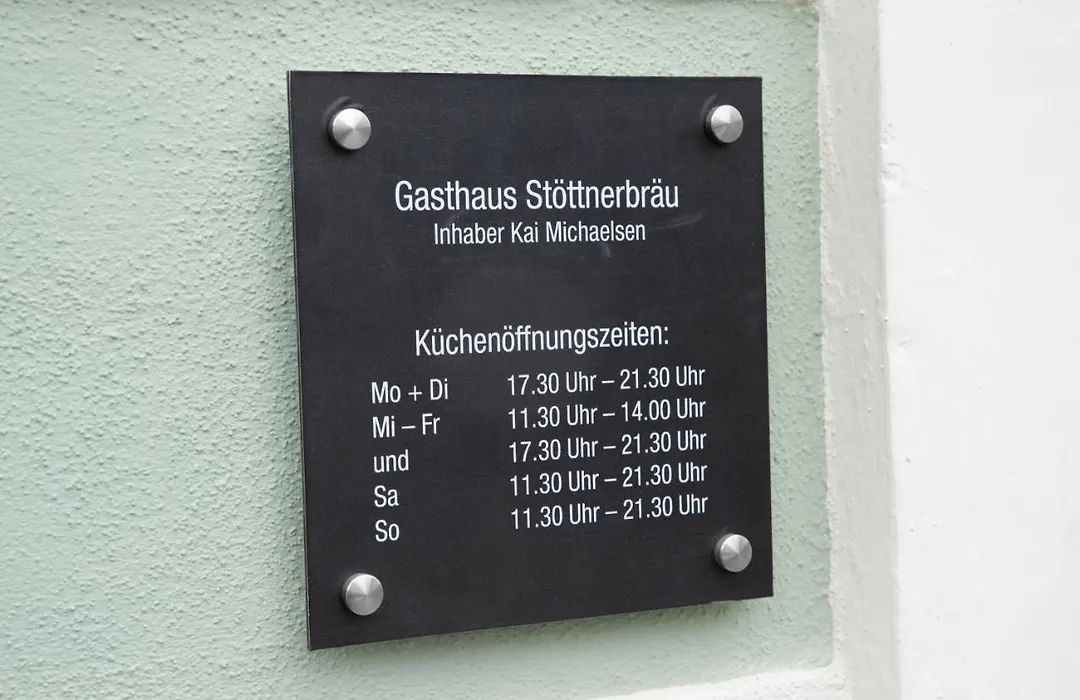 Gasthaus Stöttnerbräu
Inhaber Kai Michaelsen
Küchenöffnungszeiten:
Mo + Di 17.30 Uhr – 21.30 Uhr
Mi – Fr 11.30 Uhr – 14.00 Uhr
und 17.30 Uhr – 21.30 Uhr
Sa 11.30 Uhr – 21.30 Uhr
So 11.30 Uhr – 21.30 Uhr